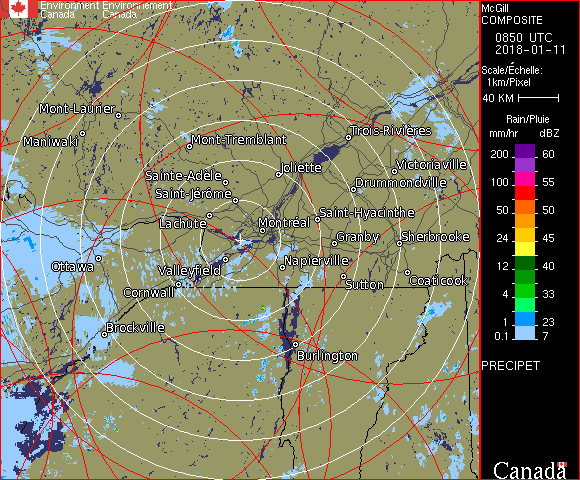 Environment Environnement
Canada Canada
Mont-Laurier
Maniwaki
Mont-Tremblant
Trois-Rivières
Joliette
Victoriaville
Sainte-Adèle
Drummondville
Saint-Jérôme
Saint-Hyacinthe
Lachute
Montréal
Granby
Sherbrooke
Ottawa
Valleyfield
Napierville
Cornwall
Sutton
Coaticook
Brockville
Burlington
McGill
COMPOSITE
0850 UTC
2018-01-11
Scale/Échelle:
1km/Pixel
40 KM
Rain/Pluie
mm/hr dBZ
200 60
100 55
50 50
24 45
12 40
4 33
1 23
0.1 7
PRECIPET
Canada